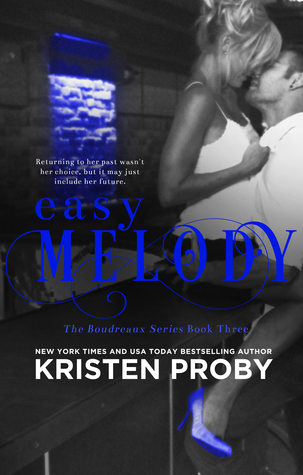 Returning to her past wasn't
her choice, but it may just
include her future.
easy
MELODY
The Boudreaux Series Book Three
NEW YORK TIMES AND USA TODAY BESTSELLING AUTHOR
KRISTEN PROBY